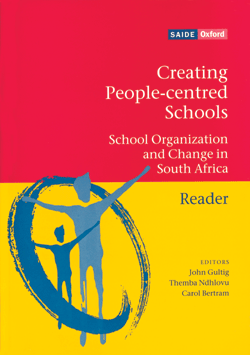 SAIDE Oxford
Creating
People-centred
Schools
School Organization
and Change in
South Africa
Reader
EDITORS
John Gultig
Themba Ndhlovu
Carol Bertram